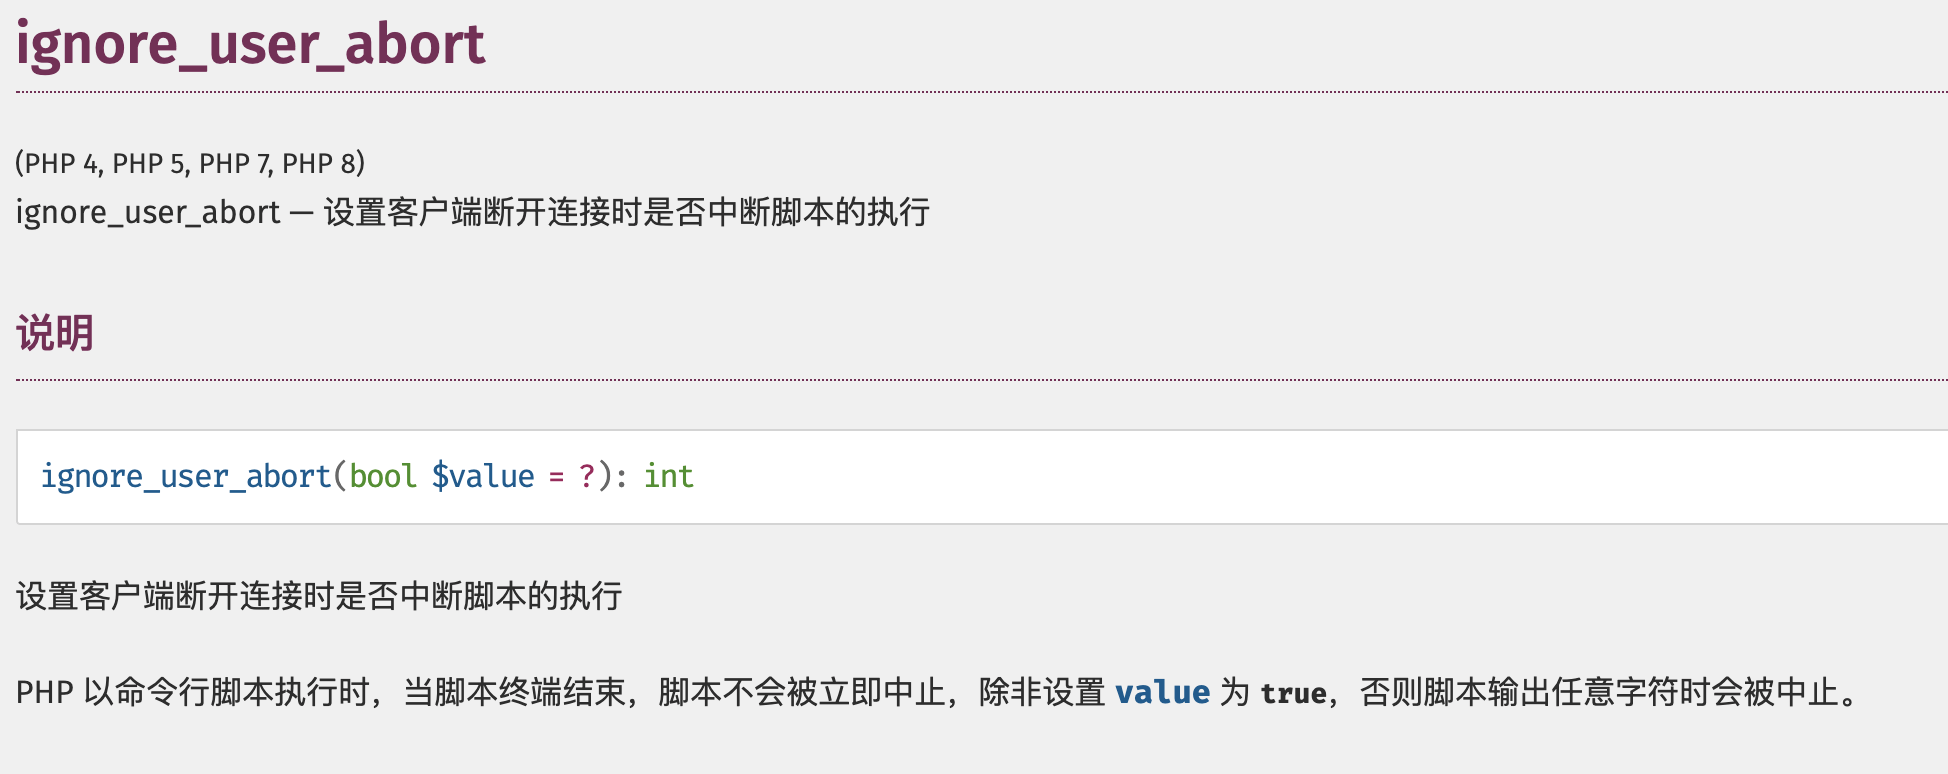 ignore_user_abort
(PHP 4, PHP 5, PHP 7, PHP 8)
ignore_user_abort — 设置客户端断开连接时是否中断脚本的执行
说明
ignore_user_abort(bool $value = ?): int
设置客户端断开连接时是否中断脚本的执行
PHP 以命令行脚本执行时，当脚本终端结束，脚本不会被立即中止，除非设置 value 为 true，否则脚本输出任意字符时会被中止。